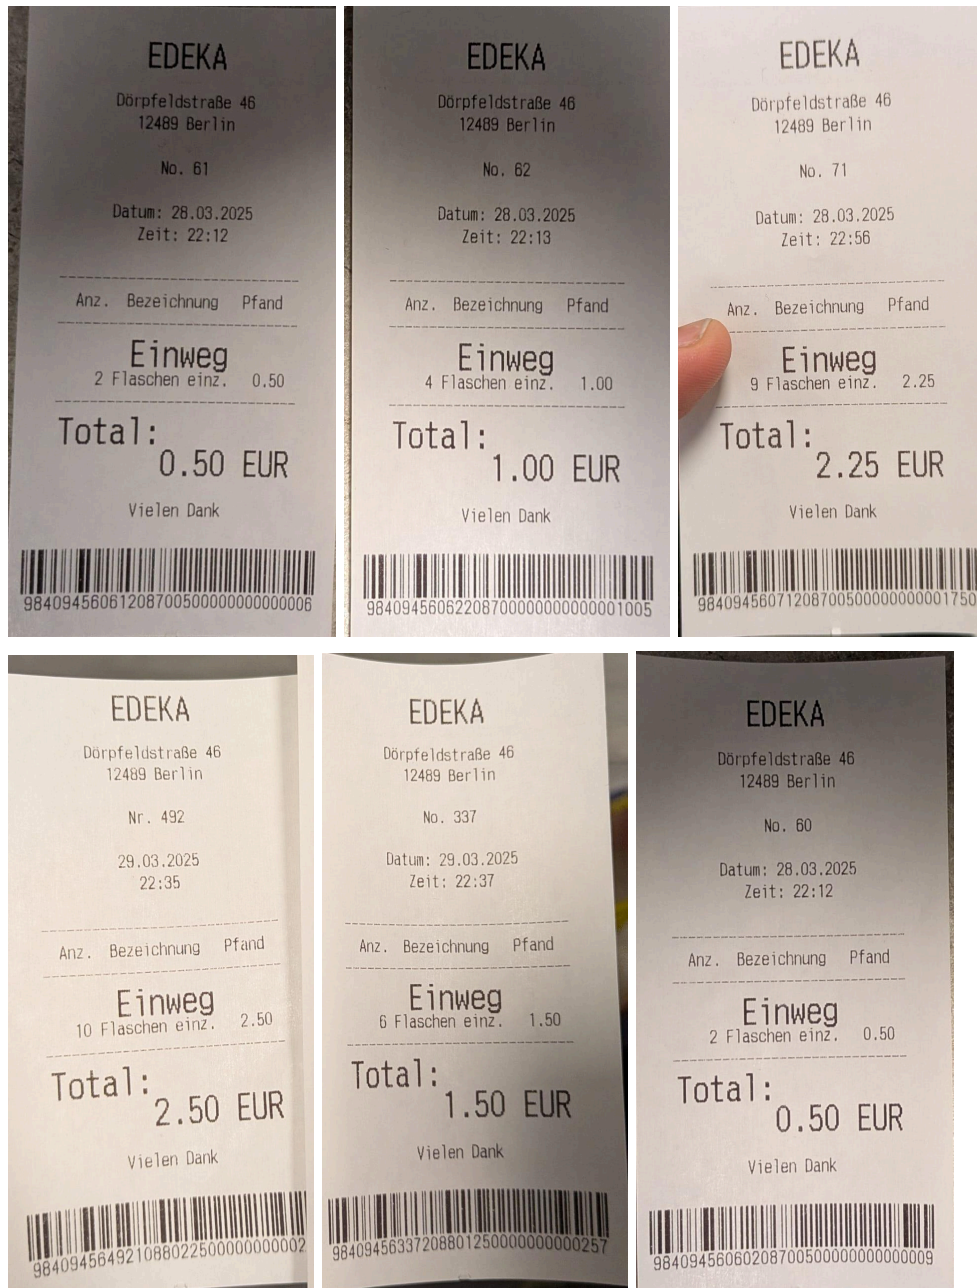 EDEKA
Dörpfeldstraße 46
12489 Berlin
No. 61
Datum: 28.03.2025
Zeit: 22:12
Anz. Bezeichnung Pfand
Einweg
2 Flaschen einz. 0.50
Total:
0.50 EUR
Vielen Dank
9840945606120870050000000000006
EDEKA
Dörpfeldstraße 46
12489 Berlin
No. 62
Datum: 28.03.2025
Zeit: 22:13
Anz. Bezeichnung Pfand
Einweg
4 Flaschen einz. 1.00
Total:
1.00 EUR
Vielen Dank
9840945606220870000000000001005
EDEKA
Dörpfeldstraße 46
12489 Berlin
No. 71
Datum: 28.03.2025
Zeit: 22:56
Anz. Bezeichnung Pfand
Einweg
9 Flaschen einz. 2.25
Total:
2.25 EUR
Vielen Dank
984094560712087005000000000001750
EDEKA
Dörpfeldstraße 46
12489 Berlin
Nr. 492
29.03.2025
22:35
Anz. Bezeichnung Pfand
Einweg
10 Flaschen einz. 2.50
Total:
2.50 EUR
Vielen Dank
984094564921088022500000000002
EDEKA
Dörpfeldstraße 46
12489 Berlin
No. 337
Datum: 29.03.2025
Zeit: 22:37
Anz. Bezeichnung Pfand
Einweg
6 Flaschen einz. 1.50
Total:
1.50 EUR
Vielen Dank
9840945633720880125000000000257
EDEKA
Dörpfeldstraße 46
12489 Berlin
No. 60
Datum: 28.03.2025
Zeit: 22:12
Anz. Bezeichnung Pfand
Einweg
2 Flaschen einz. 0.50
Total:
0.50 EUR
Vielen Dank
9840945606020870050000000000009